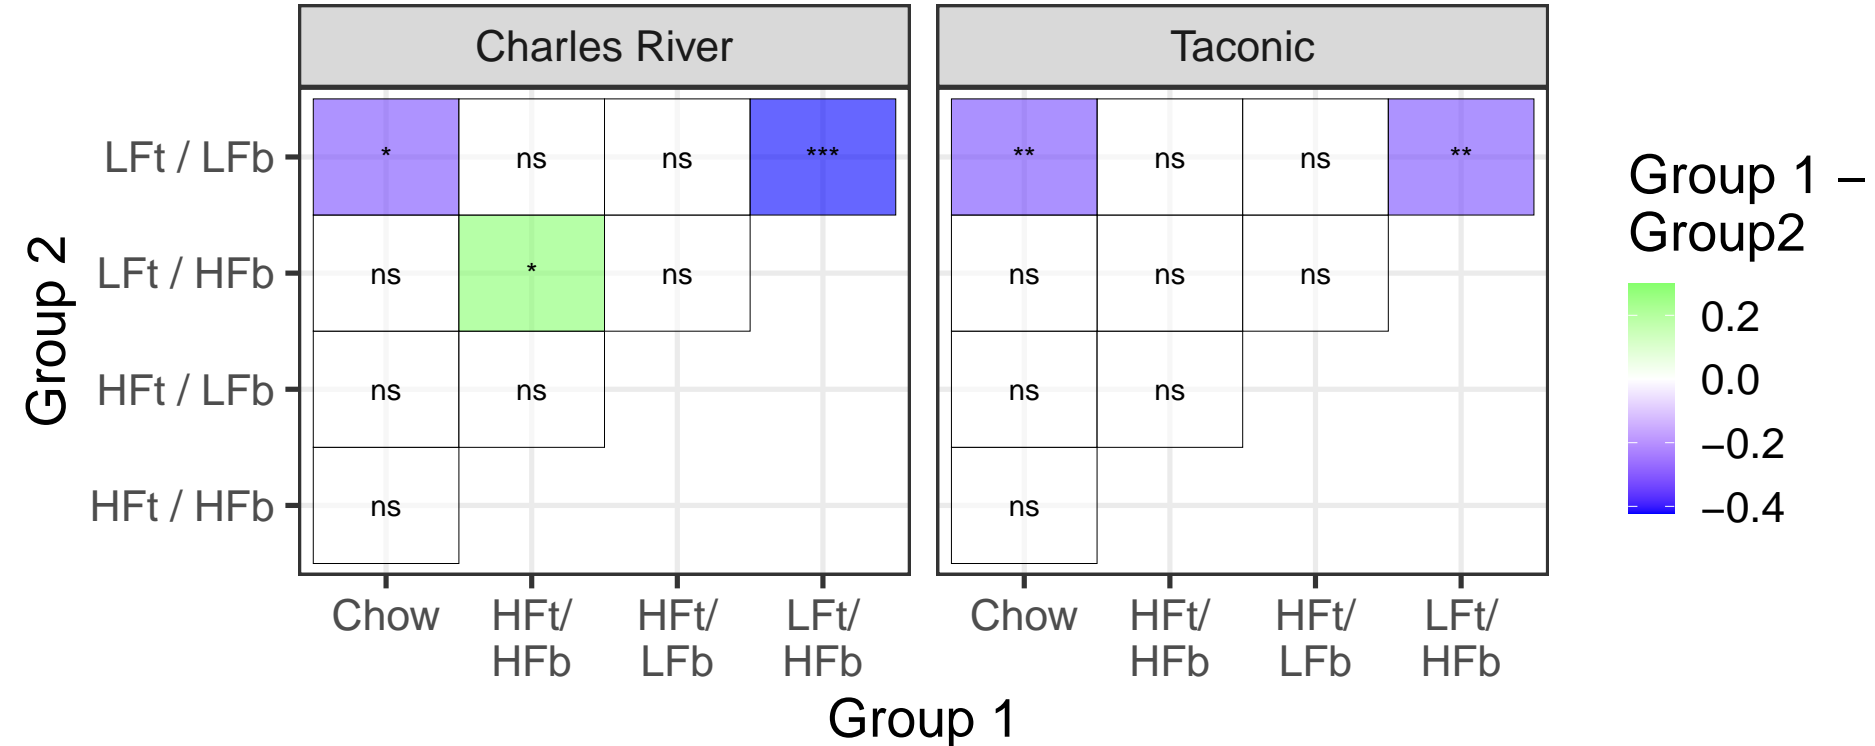 Charles River
Taconic
LFt / LFb
* ns ns ***
** ns ns **
LFt / HFb
ns * ns
ns ns ns
HFt / LFb
ns ns
ns ns
HFt / HFb
ns
ns
Group 2
Chow HFt/ HFt/ LFt/
HFb LFb HFb
Chow HFt/ HFt/ LFt/
HFb LFb HFb
Group 1
Group 1 –
Group2
0.2
0.0
−0.2
−0.4